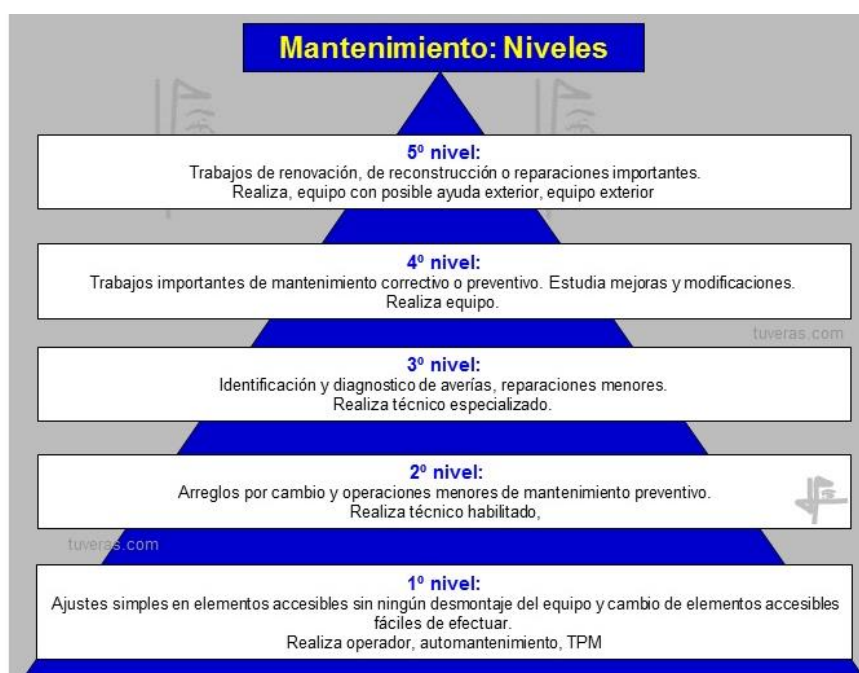 Mantenimiento: Niveles
5º nivel:
Trabajos de renovación, de reconstrucción o reparaciones importantes.
Realiza, equipo con posible ayuda exterior, equipo exterior
4º nivel:
Trabajos importantes de mantenimiento correctivo o preventivo. Estudia mejoras y modificaciones.
Realiza equipo.
tuveras.com
3º nivel:
Identificación y diagnostico de averías, reparaciones menores.
Realiza técnico especializado.
2º nivel:
Arreglos por cambio y operaciones menores de mantenimiento preventivo.
Realiza técnico habilitado,
tuveras.com
1º nivel:
Ajustes simples en elementos accesibles sin ningún desmontaje del equipo y cambio de elementos accesibles
fáciles de efectuar.
Realiza operador, automantenimiento, TPM